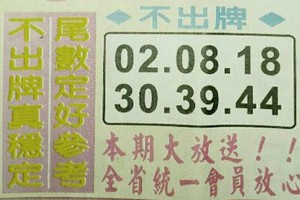 不出牌
02.08.18
30.39.44
尾數定好參考
不出牌真穩定
本期大放送!!
全省統一會員放心